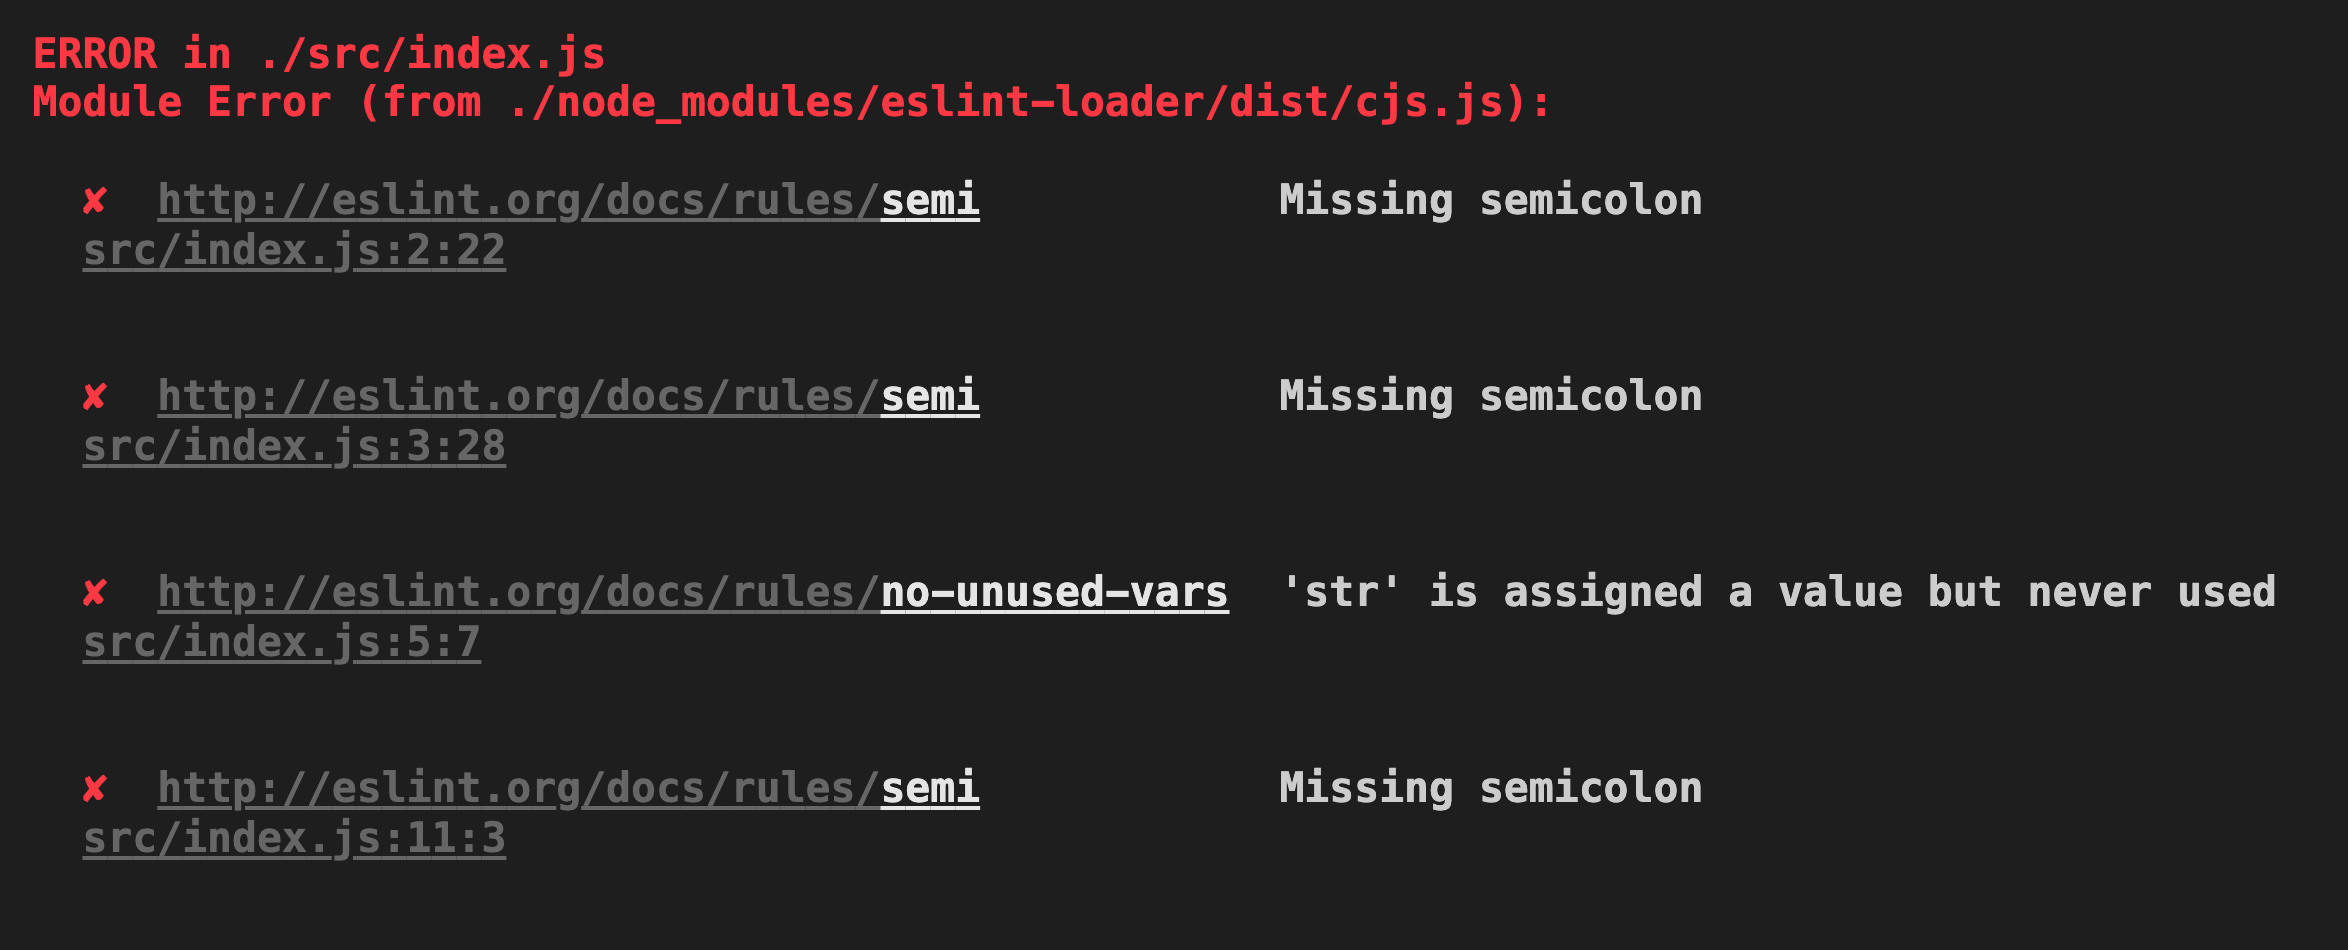 ERROR in ./src/index.js
Module Error (from ./node_modules/eslint-loader/dist/cjs.js):
✘ http://eslint.org/docs/rules/semi Missing semicolon
src/index.js:2:22
✘ http://eslint.org/docs/rules/semi Missing semicolon
src/index.js:3:28
✘ http://eslint.org/docs/rules/no-unused-vars 'str' is assigned a value but never used
src/index.js:5:7
✘ http://eslint.org/docs/rules/semi Missing semicolon
src/index.js:11:3